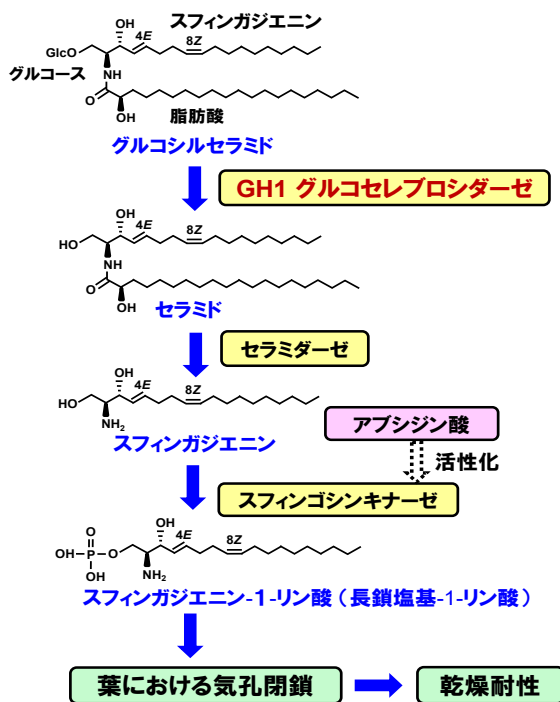 スフィンガジエニン
OH
4E
8Z
GlcO
グルコース
HN
O
OH
脂肪酸
グルコシルセラミド
GH1 グルコセレブロシダーゼ
OH
4E
8Z
HO
HN
O
OH
セラミド
セラミダーゼ
OH
4E
8Z
HO
NH2
スフィンガジエニン
アブシジン酸
活性化
スフィンゴシンキナーゼ
O
OH
4E
8Z
OH P O
OH
NH2
スフィンガジエニン-1-リン酸（長鎖塩基-1-リン酸）
葉における気孔閉鎖
乾燥耐性